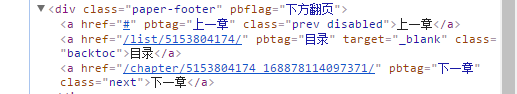 ▼<div class="paper-footer" pbflag="下方翻页">
<a href="#" pbtag="上一章" class="prev disabled">上一章</a>
<a href="/list/5153804174/" pbtag="目录" target="_blank" class=
"backtoc">目录</a>
<a href="/chapter/5153804174_168878114097371/" pbtag="下一章"
class="next">下一章</a>